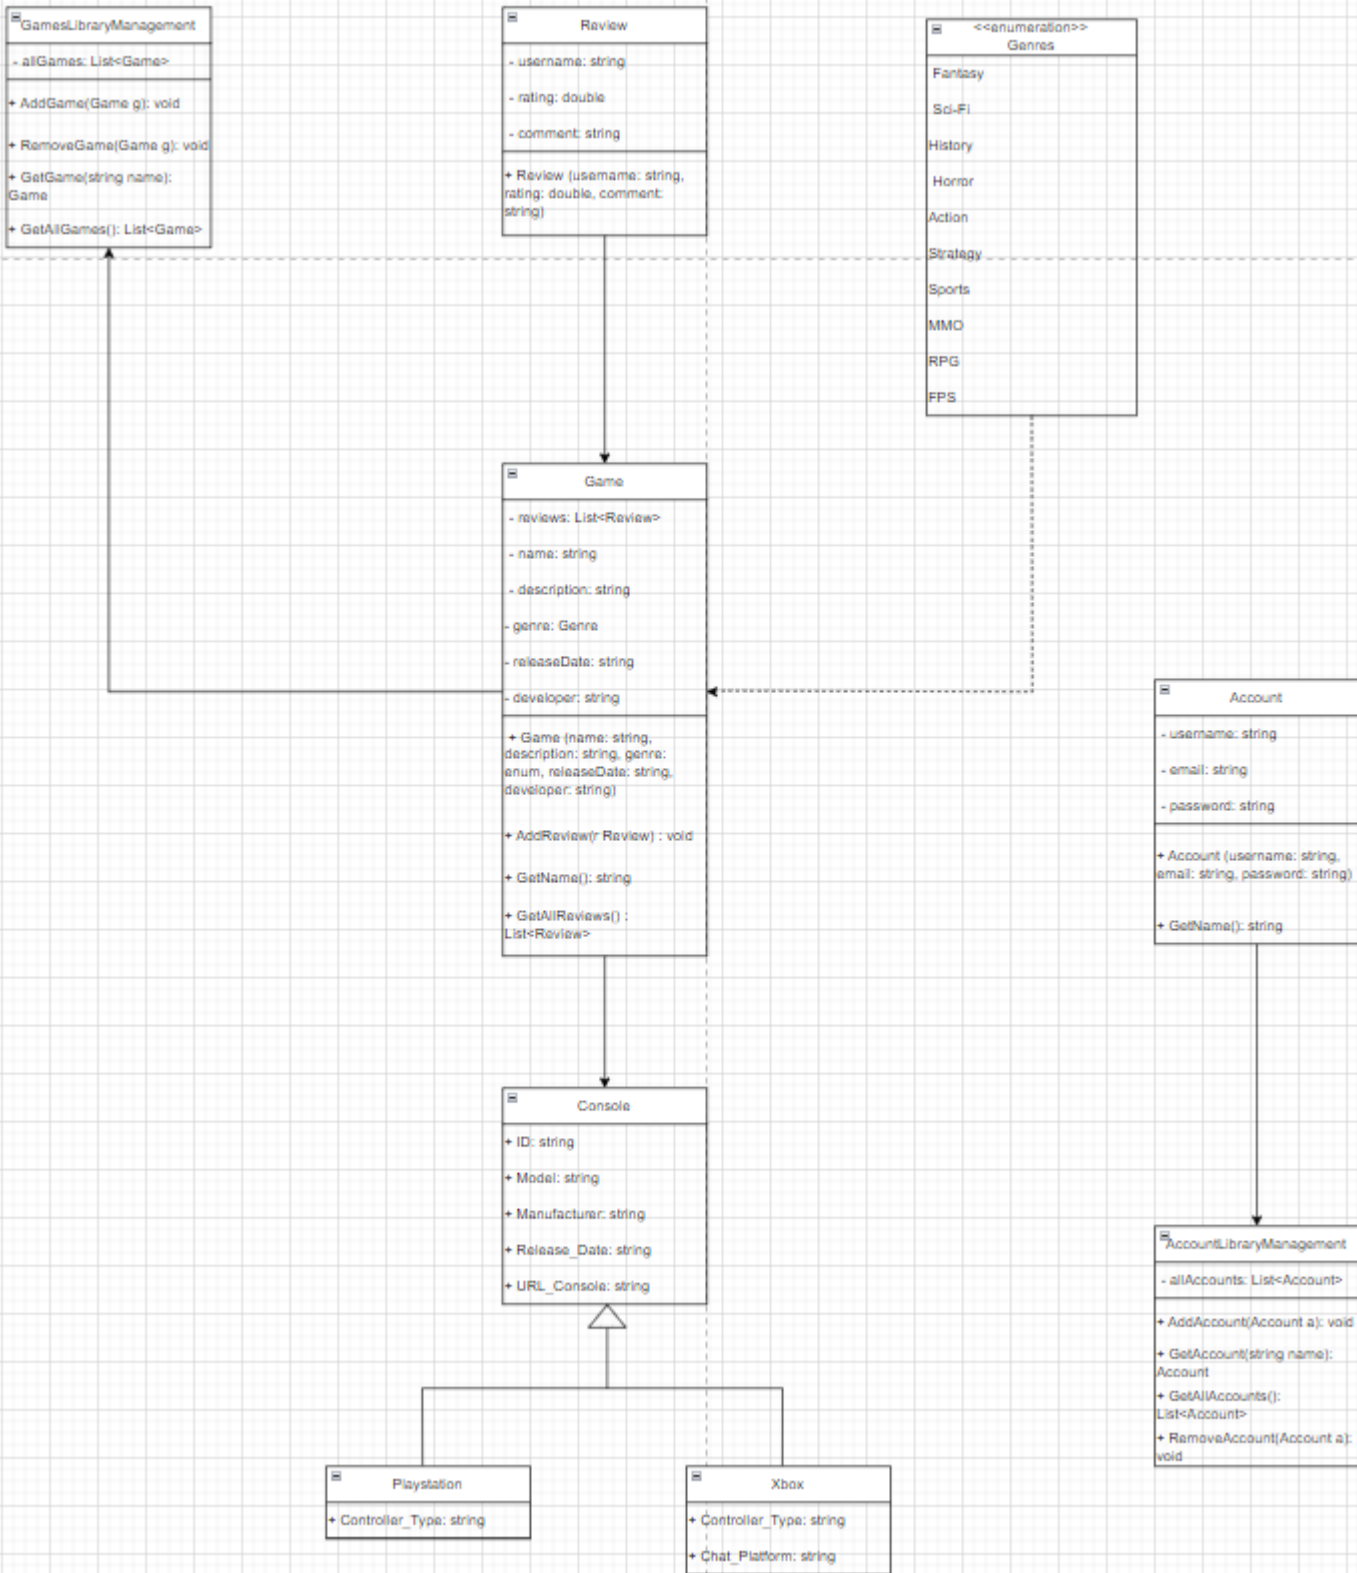 GamesLibraryManagement
- allGames: List<Game>
+ AddGame(Game g): void
+ RemoveGame(Game g): void
+ GetGame(string name):
Game
+ GetAllGames(): List<Game>
Review
- username: string
- rating: double
- comment: string
+ Review (username: string,
rating: double, comment:
string)
<<enumeration>>
Genres
Fantasy
Sci-Fi
History
Horror
Action
Strategy
Sports
MMO
RPG
FPS
Game
- reviews: List<Review>
- name: string
- description: string
- genre: Genre
- releaseDate: string
- developer: string
+ Game (name: string,
description: string, genre:
enum, releaseDate: string,
developer: string)
+ AddReview(r Review) : void
+ GetName(): string
+ GetAllReviews() :
List<Review>
Account
- username: string
- email: string
- password: string
+ Account (username: string,
email: string, password: string)
+ GetName(): string
Console
+ ID: string
+ Model: string
+ Manufacturer: string
+ Release_Date: string
+ URL_Console: string
AccountLibraryManagement
- allAccounts: List<Account>
+ AddAccount(Account a): void
+ GetAccount(string name):
Account
+ GetAllAccounts():
List<Account>
+ RemoveAccount(Account a):
void
Playstation
+ Controller_Type: string
Xbox
+ Controller_Type: string
+ Chat_Platform: string